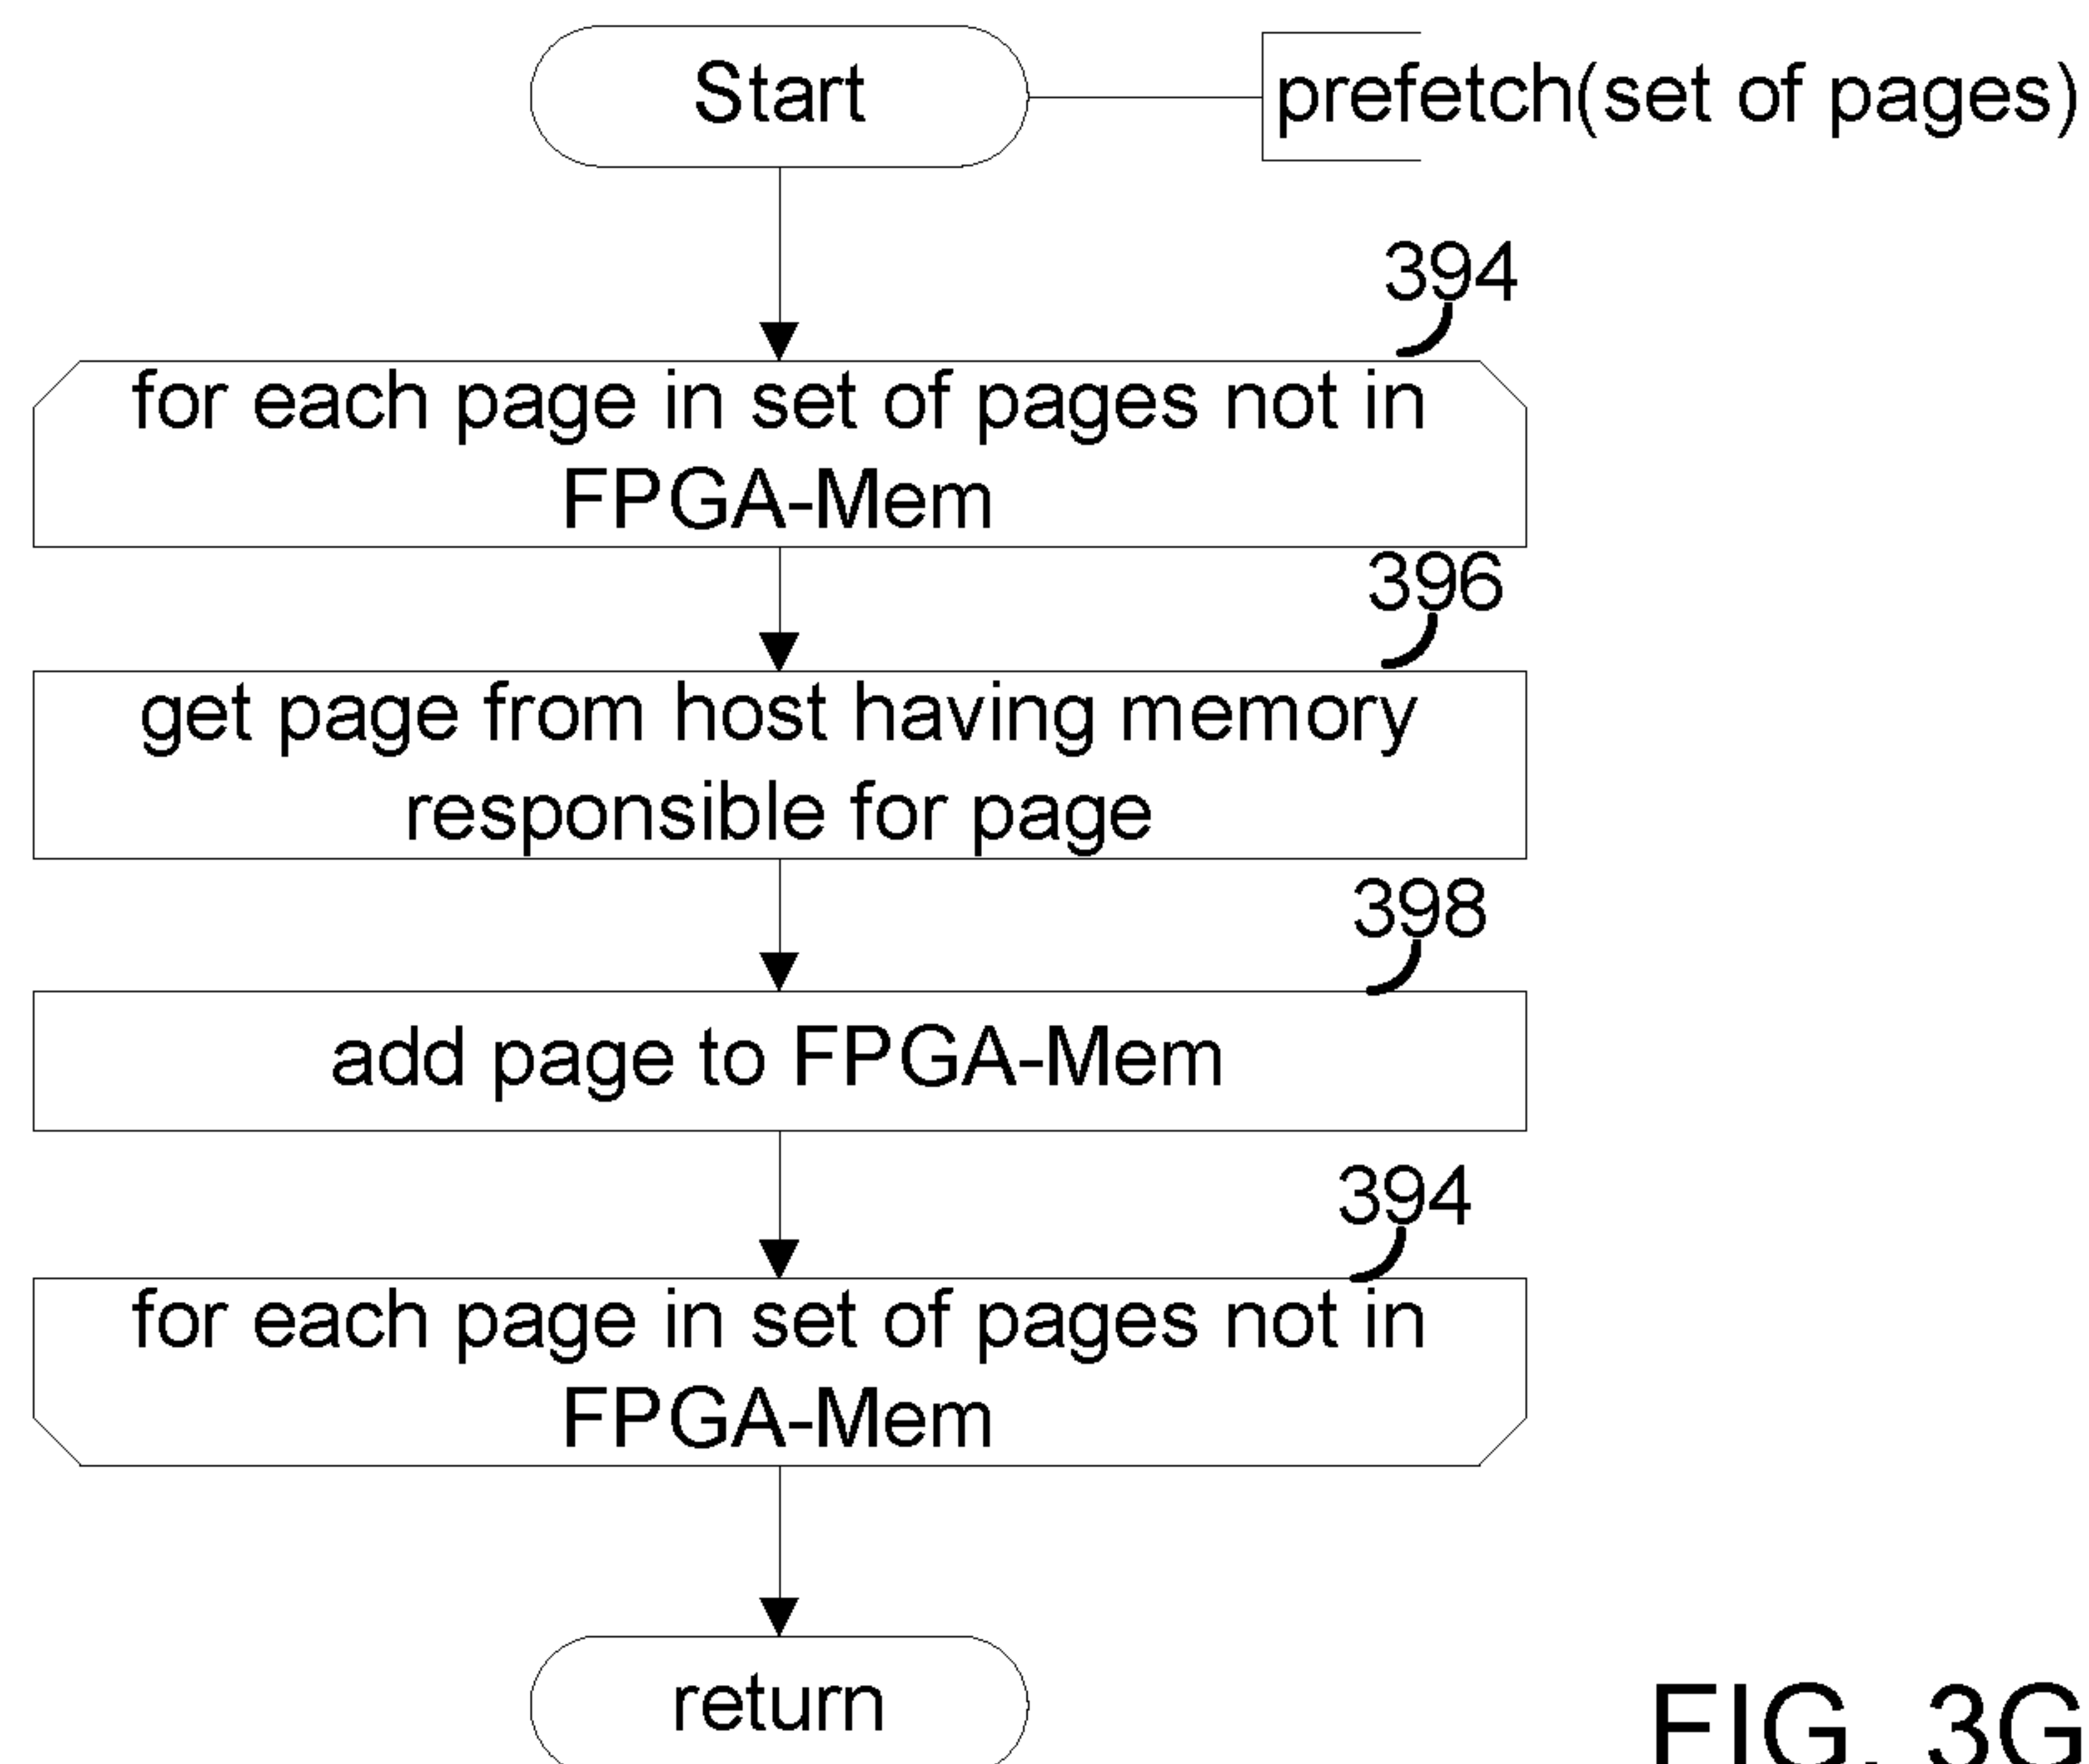 Start
prefetch(set of pages)
394
for each page in set of pages not in
FPGA-Mem
396
get page from host having memory
responsible for page
398
add page to FPGA-Mem
394
for each page in set of pages not in
FPGA-Mem
return
FIG. 3G